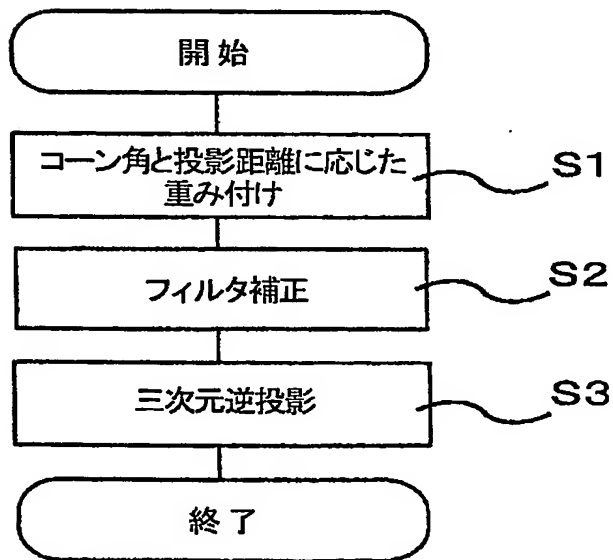 開始
コーン角と投影距離に応じた
重み付け
S1
フィルタ補正
S2
三次元逆投影
S3
終了